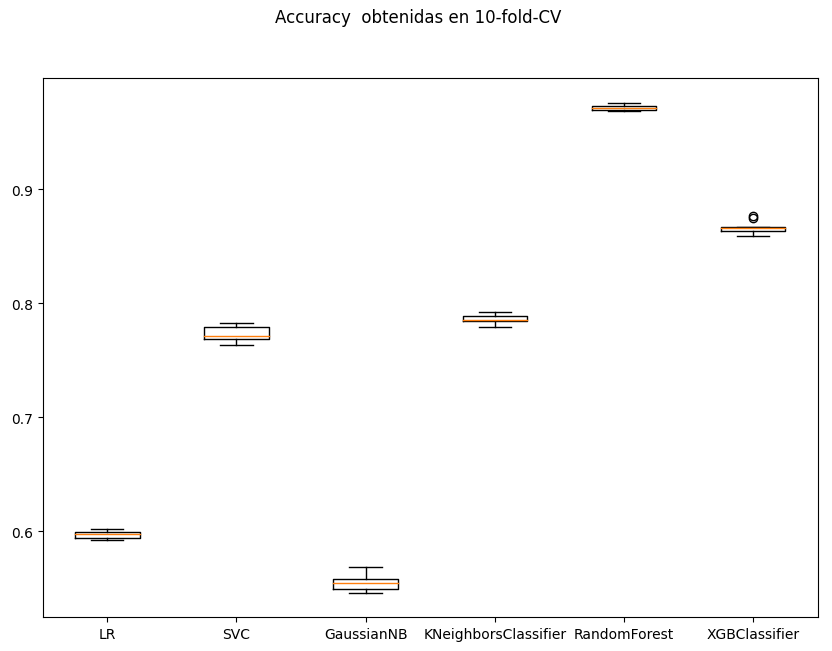 Accuracy  obtenidas en 10-fold-CV
0.9
0.8
0.7
0.6
LR SVC GaussianNB KNeighborsClassifier RandomForest XGBClassifier